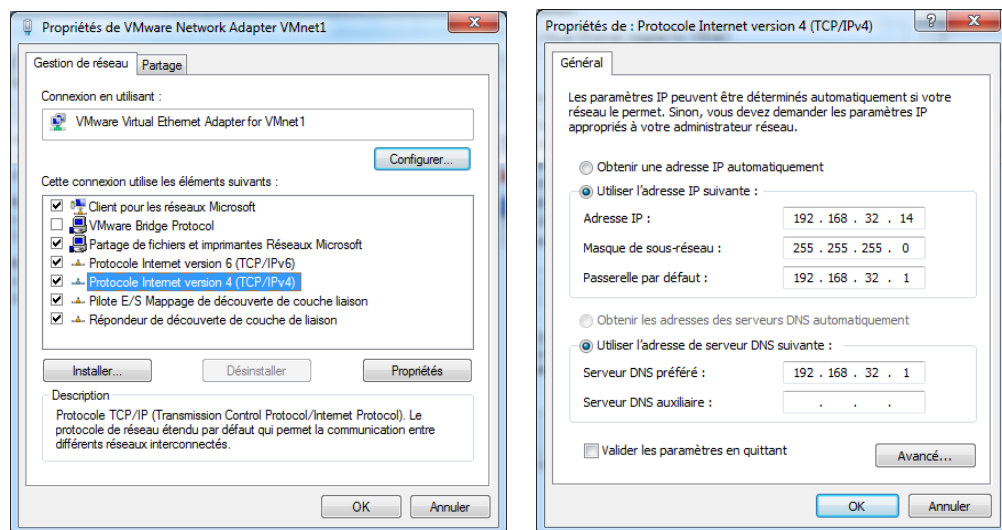 Propriétés de VMware Network Adapter VMnet1
Gestion de réseau
Partage
Connexion en utilisant :
VMware Virtual Ethernet Adapter for VMnet1
Configurer...
Cette connexion utilise les éléments suivants :
Client pour les réseaux Microsoft
VMware Bridge Protocol
Partage de fichiers et imprimantes Réseaux Microsoft
Protocole Internet version 6 (TCP/IPv6)
Protocole Internet version 4 (TCP/IPv4)
Pilote E/S Mappage de découverte de couche liaison
Répondeur de découverte de couche de liaison
Installer...
Désinstaller
Propriétés
Description
Protocole TCP/IP (Transmission Control Protocol/Internet Protocol). Le
protocole de réseau étendu par défaut qui permet la communication entre
différents réseaux interconnectés.
OK
Annuler
Propriétés de : Protocole Internet version 4 (TCP/IPv4)
Général
Les paramètres IP peuvent être déterminés automatiquement si votre
réseau le permet. Sinon, vous devez demander les paramètres IP
appropriés à votre administrateur réseau.
Obtenir une adresse IP automatiquement
Utiliser l'adresse IP suivante :
Adresse IP : 192 . 168 . 32 . 14
Masque de sous-réseau : 255 . 255 . 255 . 0
Passerelle par défaut : 192 . 168 . 32 . 1
Obtenir les adresses des serveurs DNS automatiquement
Utiliser l'adresse de serveur DNS suivante :
Serveur DNS préféré : 192 . 168 . 32 . 1
Serveur DNS auxiliaire : . . .
Valider les paramètres en quittant
Avancé...
OK
Annuler